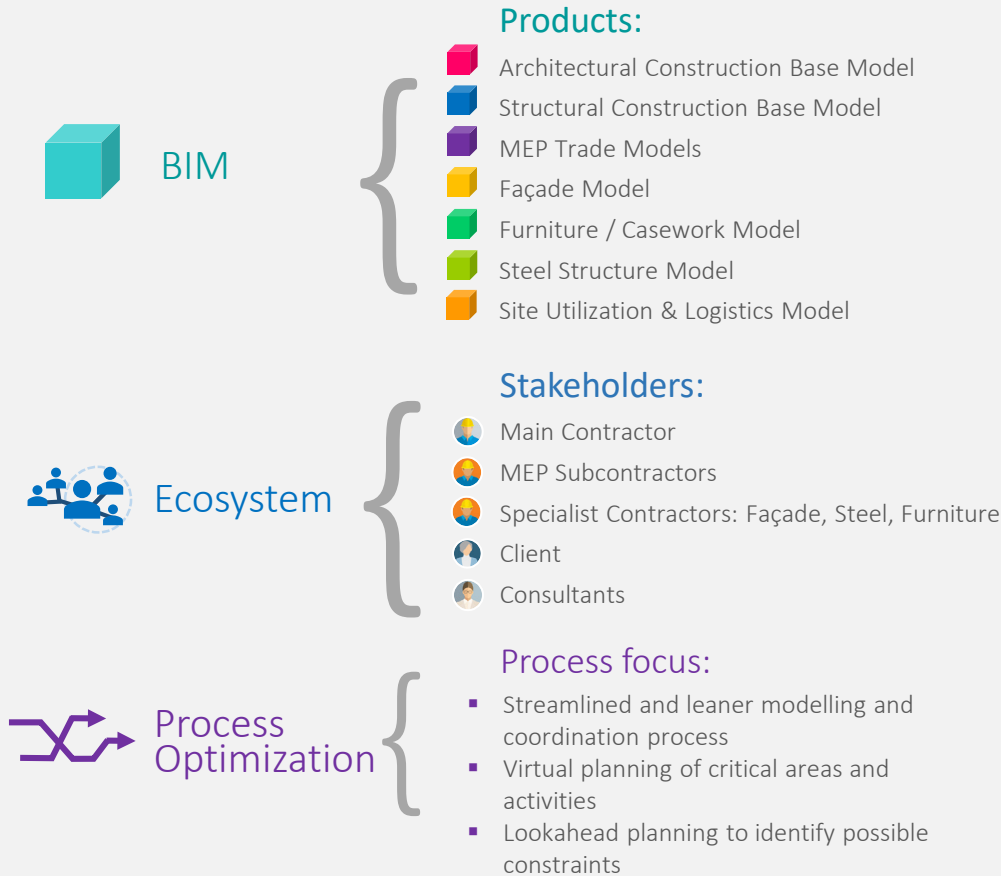 Products:
Architectural Construction Base Model
Structural Construction Base Model
MEP Trade Models
Façade Model
Furniture / Casework Model
Steel Structure Model
Site Utilization & Logistics Model
BIM
Stakeholders:
Main Contractor
MEP Subcontractors
Specialist Contractors: Façade, Steel, Furniture
Client
Consultants
Ecosystem
Process focus:
▪ Streamlined and leaner modelling and
coordination process
▪ Virtual planning of critical areas and
activities
▪ Lookahead planning to identify possible
constraints
Process
Optimization